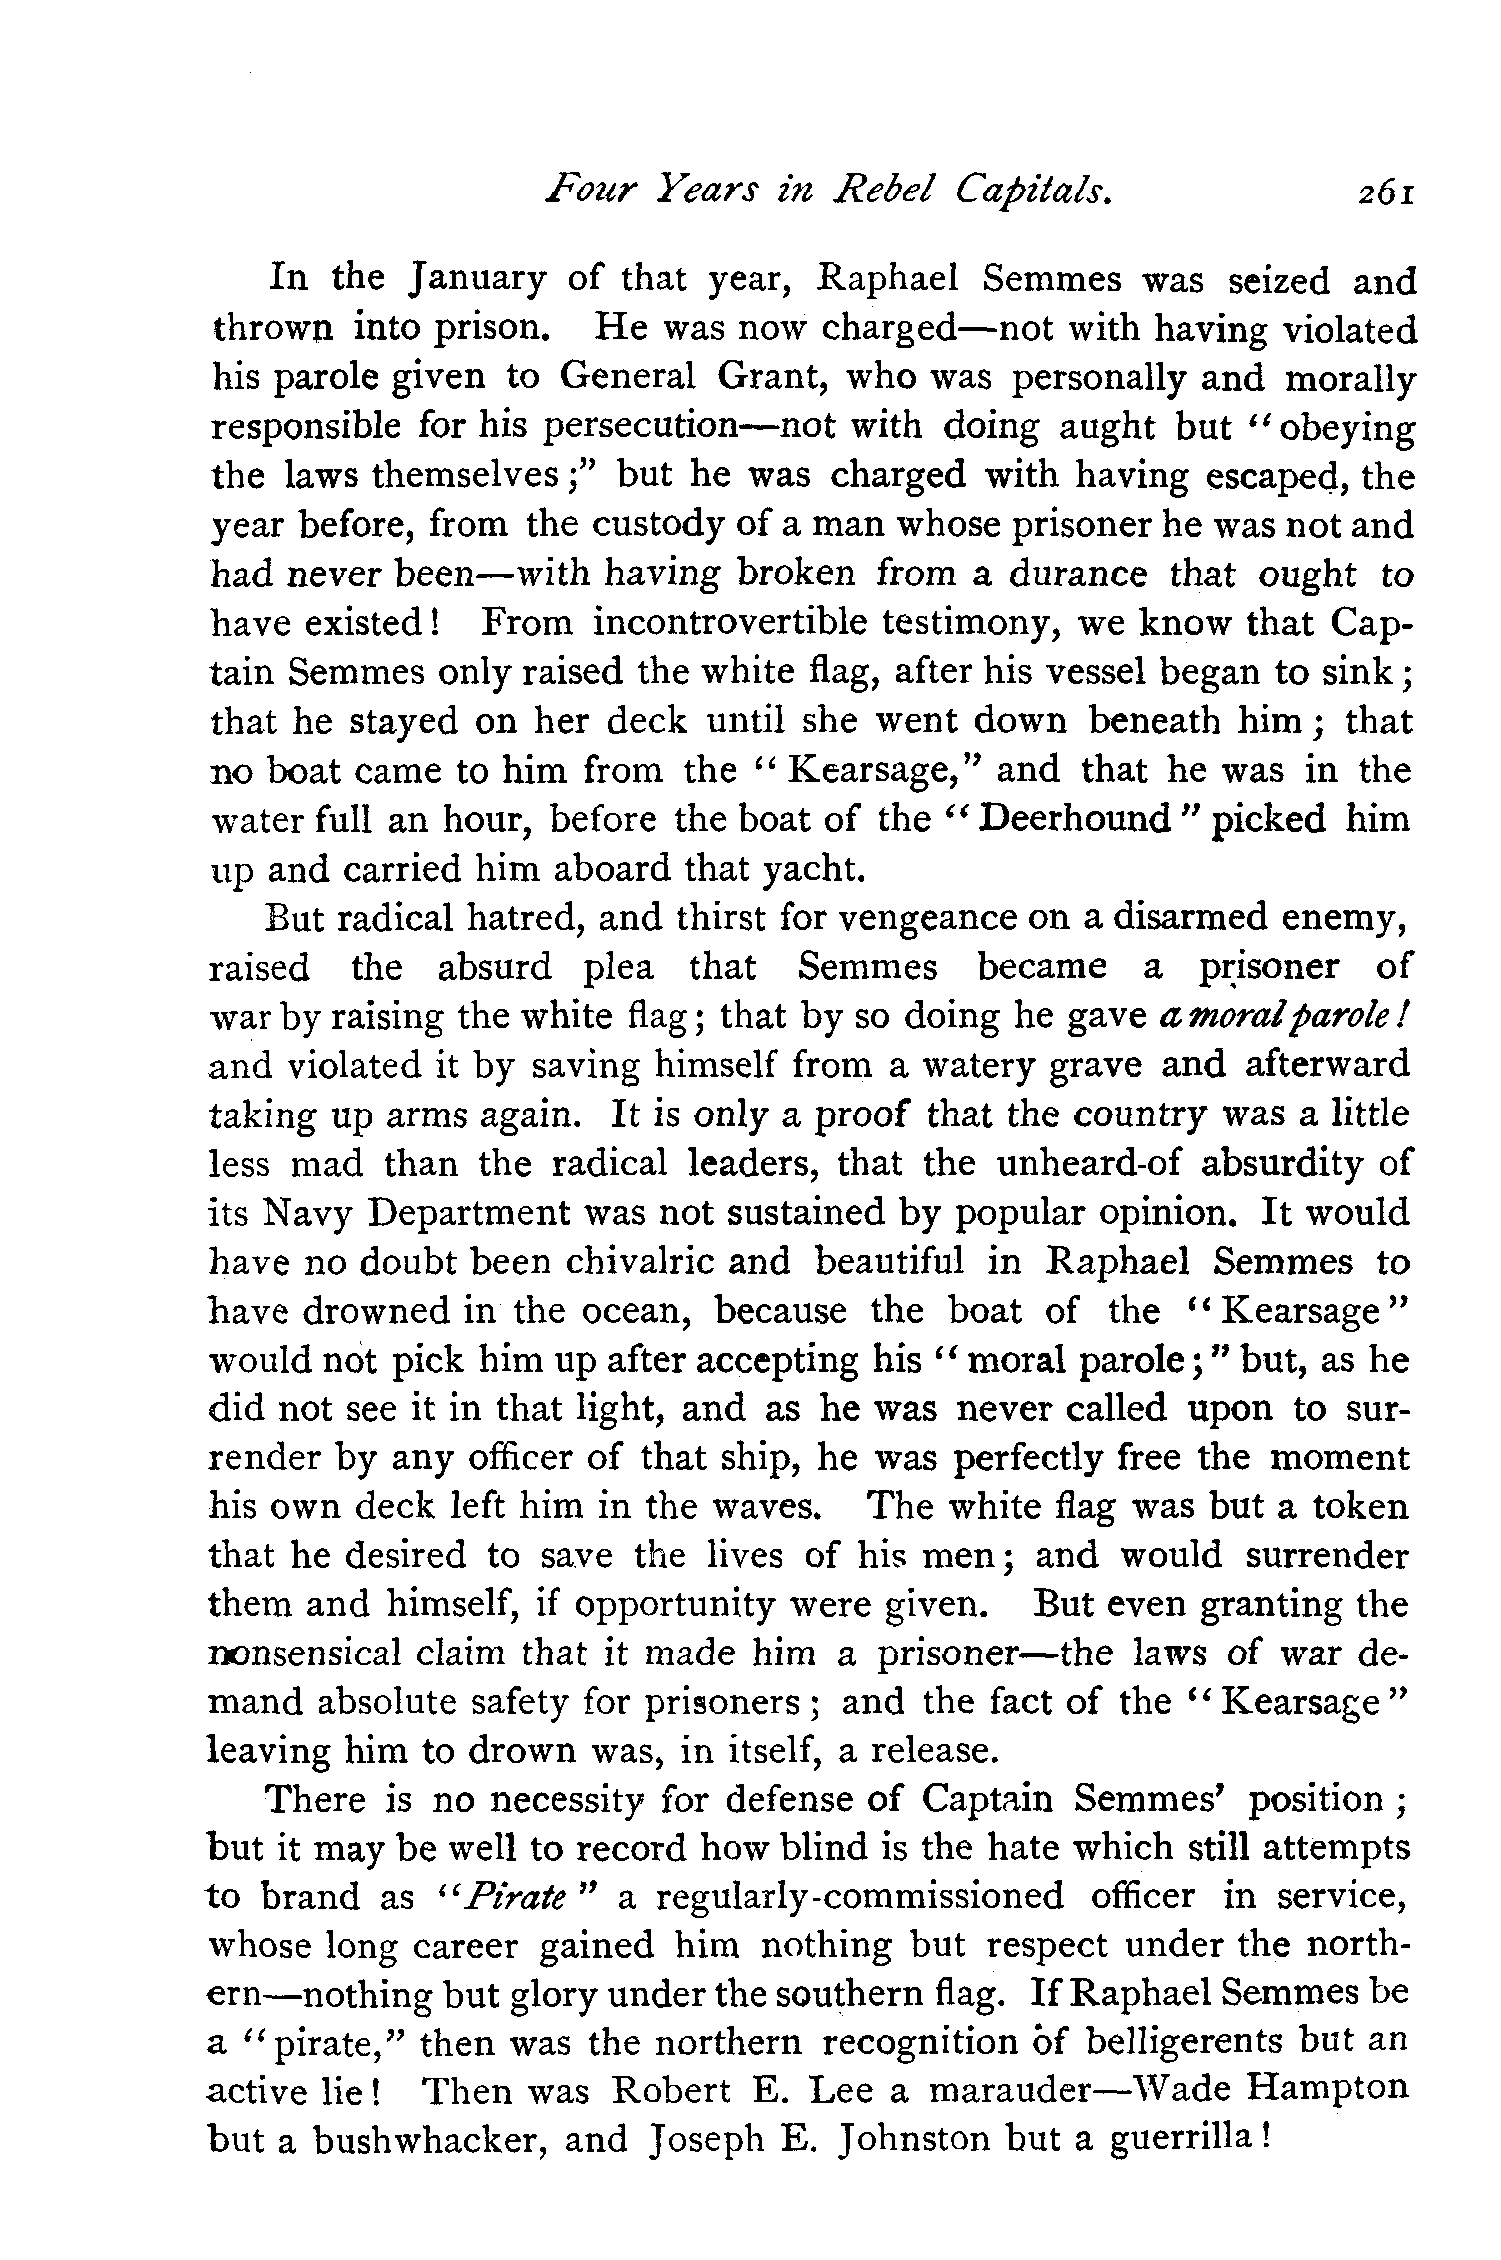 Four Years in Rebel Capitals. 261
In the January of that year, Raphael Semmes was seized and
thrown into prison. He was now charged—not with having violated
his parole given to General Grant, who was personally and morally
responsible for his persecution—not with doing aught but "obeying
the laws themselves;" but he was charged with having escaped, the
year before, from the custody of a man whose prisoner he was not and
had never been—with having broken from a durance that ought to
have existed! From incontrovertible testimony, we know that Cap-
tain Semmes only raised the white flag, after his vessel began to sink;
that he stayed on her deck until she went down beneath him; that
no boat came to him from the "Kearsage," and that he was in the
water full an hour, before the boat of the "Deerhound" picked him
up and carried him aboard that yacht.
But radical hatred, and thirst for vengeance on a disarmed enemy,
raised the absurd plea that Semmes became a prisoner of
war by raising the white flag; that by so doing he gave a moral parole!
and violated it by saving himself from a watery grave and afterward
taking up arms again. It is only a proof that the country was a little
less mad than the radical leaders, that the unheard-of absurdity of
its Navy Department was not sustained by popular opinion. It would
have no doubt been chivalric and beautiful in Raphael Semmes to
have drowned in the ocean, because the boat of the "Kearsage"
would not pick him up after accepting his "moral parole;" but, as he
did not see it in that light, and as he was never called upon to sur-
render by any officer of that ship, he was perfectly free the moment
his own deck left him in the waves. The white flag was but a token
that he desired to save the lives of his men; and would surrender
them and himself, if opportunity were given. But even granting the
nonsensical claim that it made him a prisoner—the laws of war de-
mand absolute safety for prisoners; and the fact of the "Kearsage"
leaving him to drown was, in itself, a release.
There is no necessity for defense of Captain Semmes' position;
but it may be well to record how blind is the hate which still attempts
to brand as "Pirate" a regularly-commissioned officer in service,
whose long career gained him nothing but respect under the north-
ern—nothing but glory under the southern flag. If Raphael Semmes be
a "pirate," then was the northern recognition of belligerents but an
active lie! Then was Robert E. Lee a marauder—Wade Hampton
but a bushwhacker, and Joseph E. Johnston but a guerrilla!